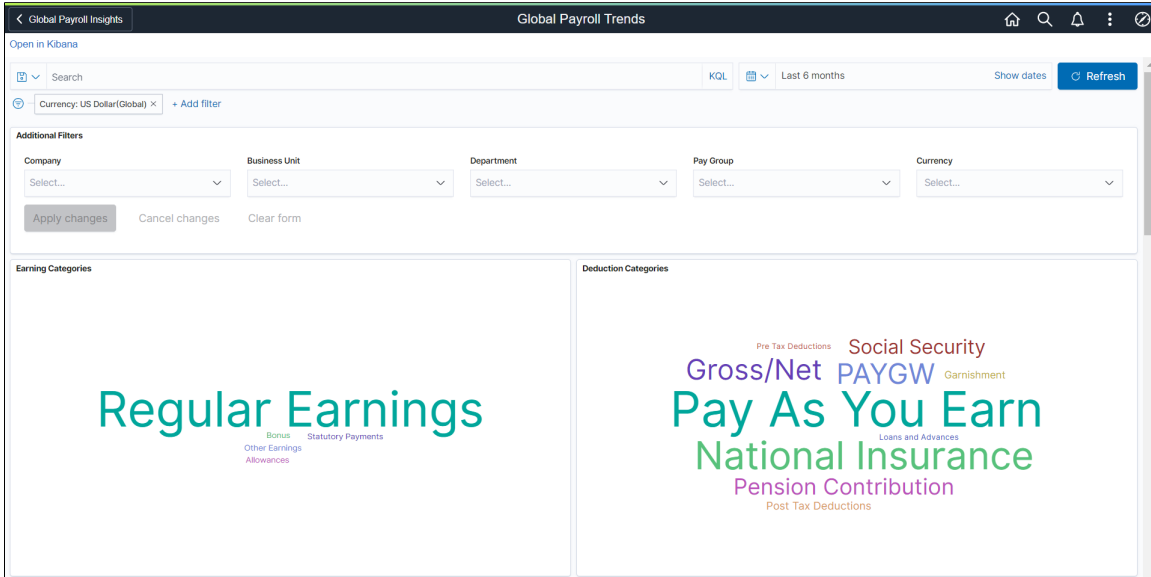 Global Payroll Insights
Global Payroll Trends
Open in Kibana
Search KQL Last 6 months Show dates Refresh
Currency: US Dollar(Global) × + Add filter
Additional Filters
Company Business Unit Department Pay Group Currency
Select... Select... Select... Select... Select...
Apply changes Cancel changes Clear form
Earning Categories
Regular Earnings
Bonus Statutory Payments
Other Earnings
Allowances
Deduction Categories
Pre Tax Deductions Social Security
Gross/Net PAYGW Garnishment
Pay As You Earn
Loans and Advances
National Insurance
Pension Contribution
Post Tax Deductions